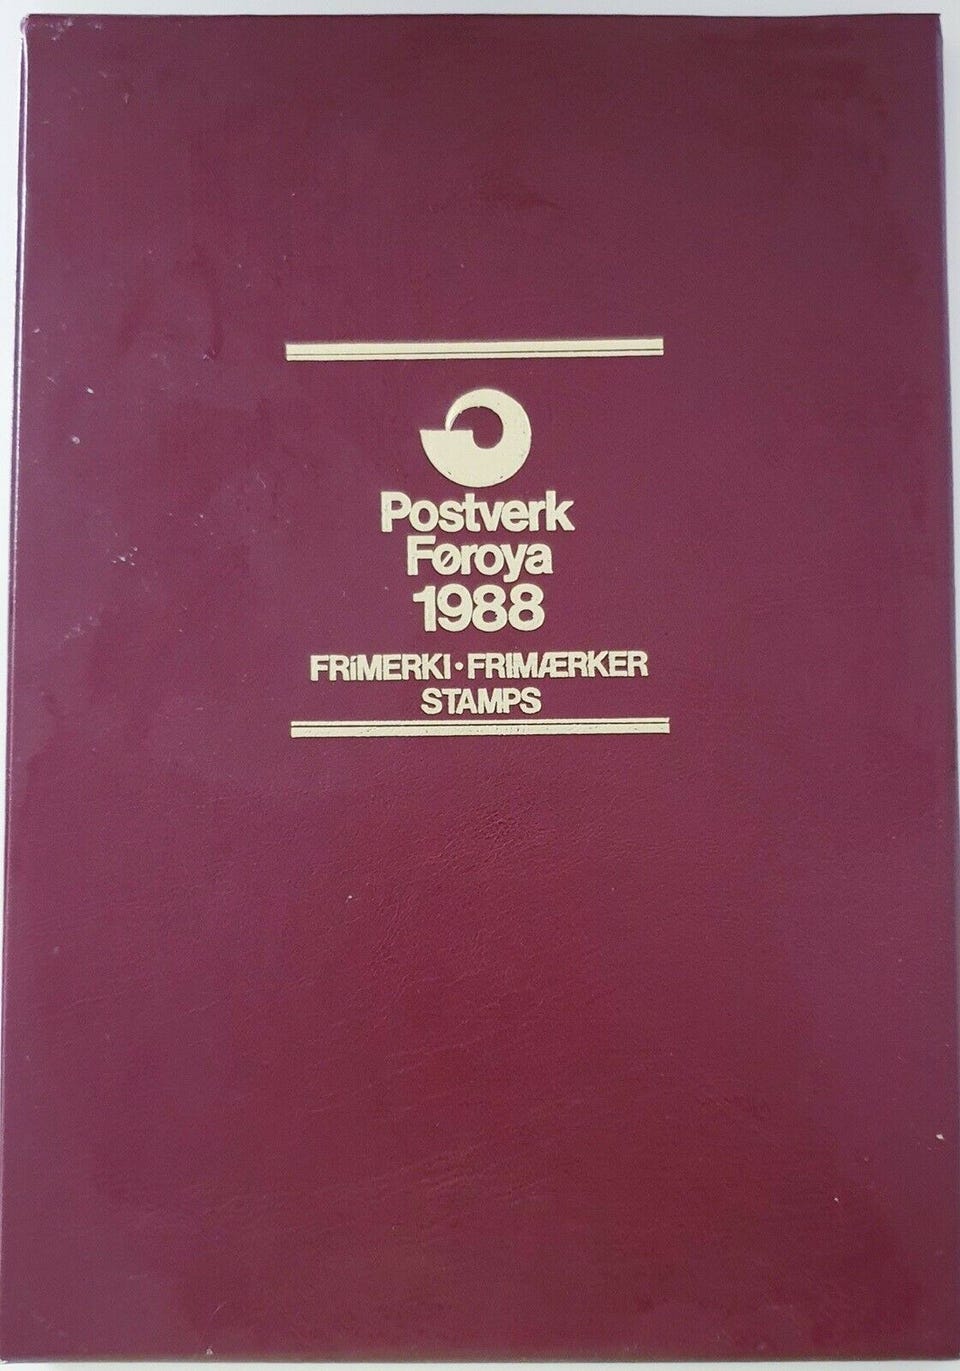 Postverk
Føroya
1988
FRíMERKI • FRIMÆRKER
STAMPS